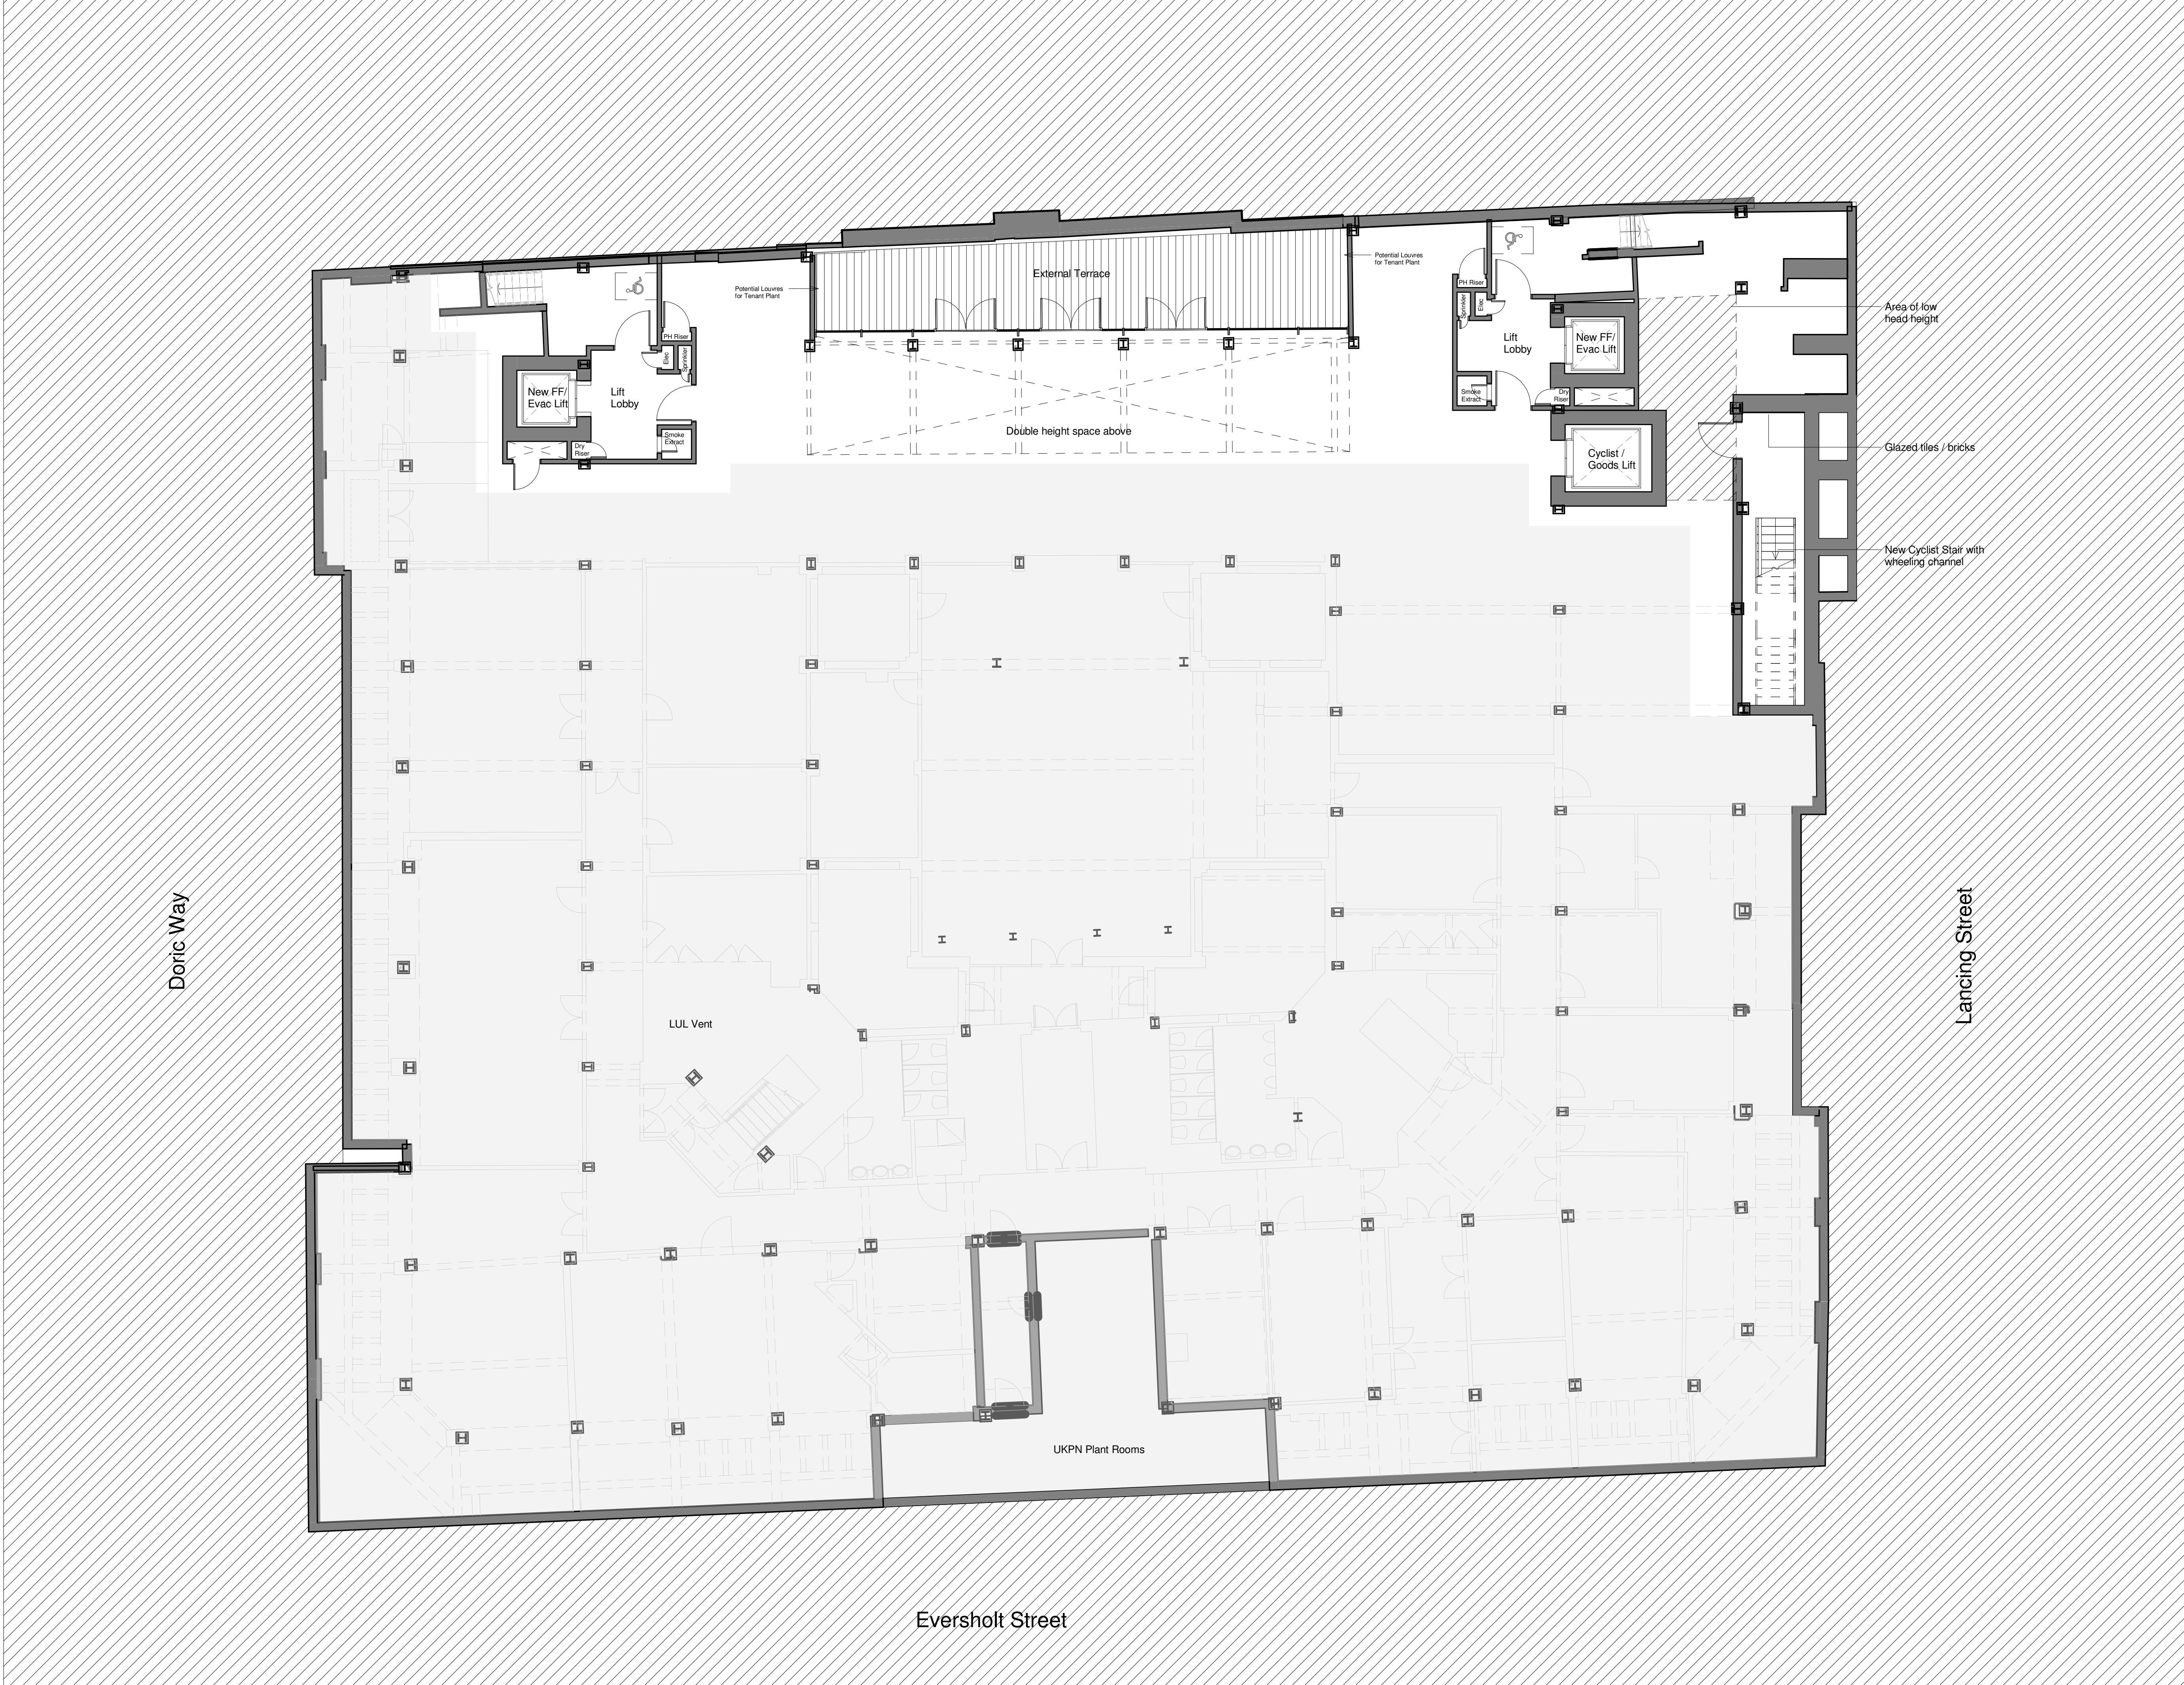 External Terrace
Potential Louvres
for Tenant Plant
Potential Louvres
for Tenant Plant
PH Riser
PH Riser
Sprinkler
Elec
Elec
Sprinkler
Area of low
head height
Lift
Lobby
New FF/
Evac Lift
New FF/
Evac Lift
Lift
Lobby
Smoke
Extract
Dry
Riser
Double height space above
Smoke
Extract
Dry
Riser
Glazed tiles / bricks
Cyclist /
Goods Lift
New Cyclist Stair with
wheeling channel
Doric Way
Lancing Street
LUL Vent
UKPN Plant Rooms
Eversholt Street